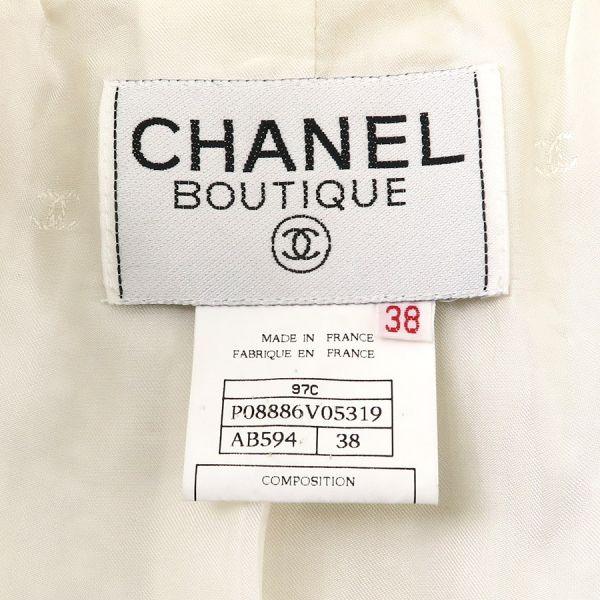 CHANEL
BOUTIQUE
38
MADE IN FRANCE
FABRIQUE EN FRANCE
97C
P08886V05319
AB594 38
COMPOSITION